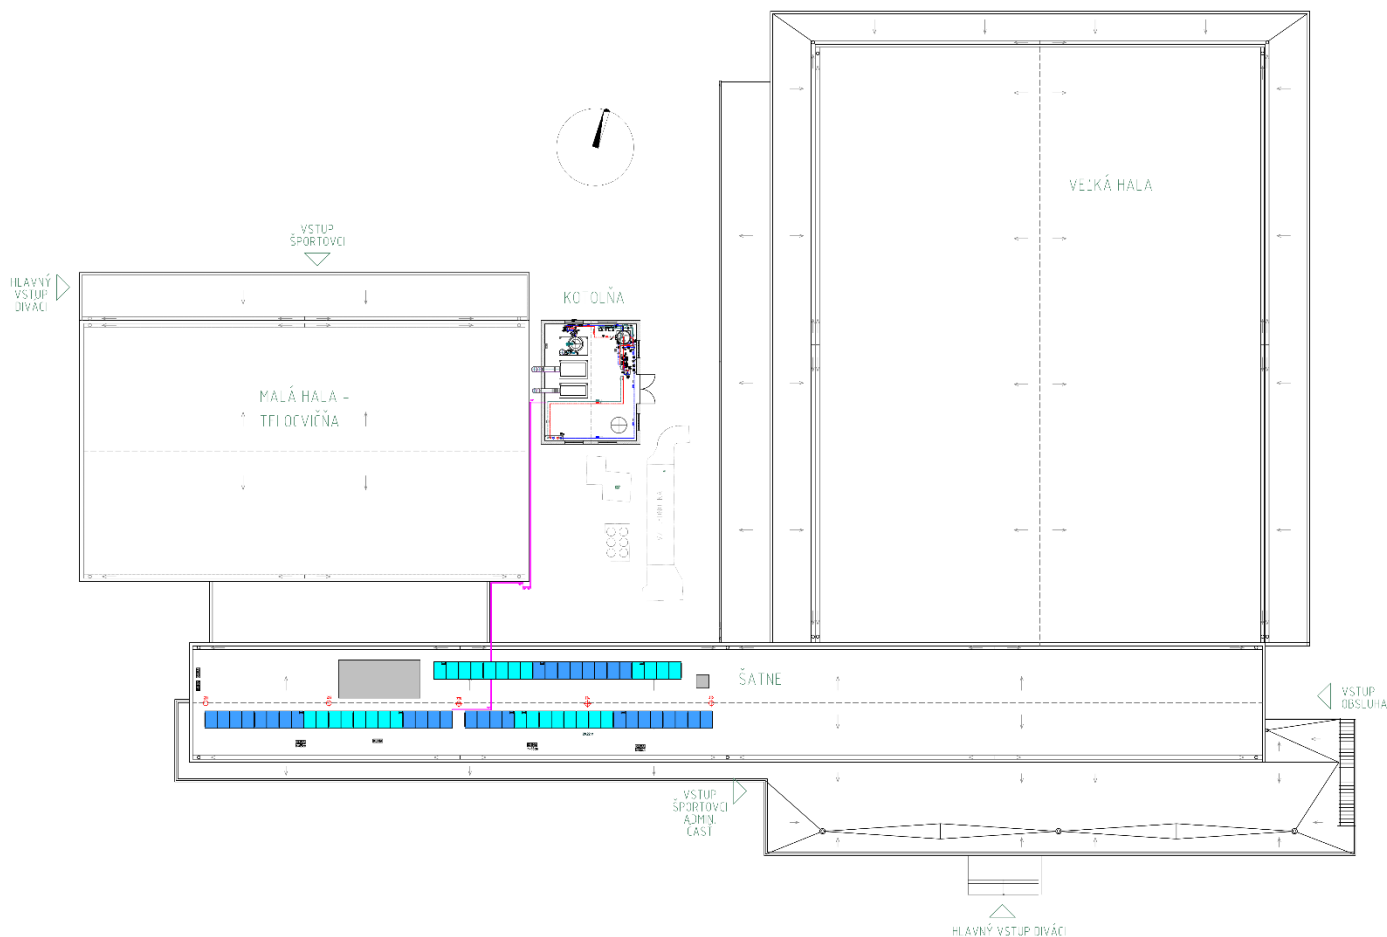 VEĽKÁ HALA
VSTUP
ŠPORTOVCI
HLAVNÝ
VSTUP
DIVÁCI
KOTOLŇA
MALÁ HALA -
TELOCVIČŇA
ŠATNE
VSTUP
OBSLUHA
VSTUP
ŠPORTOVCI
ADMIN.
ČASŤ
HLAVNÝ VSTUP DIVÁCI